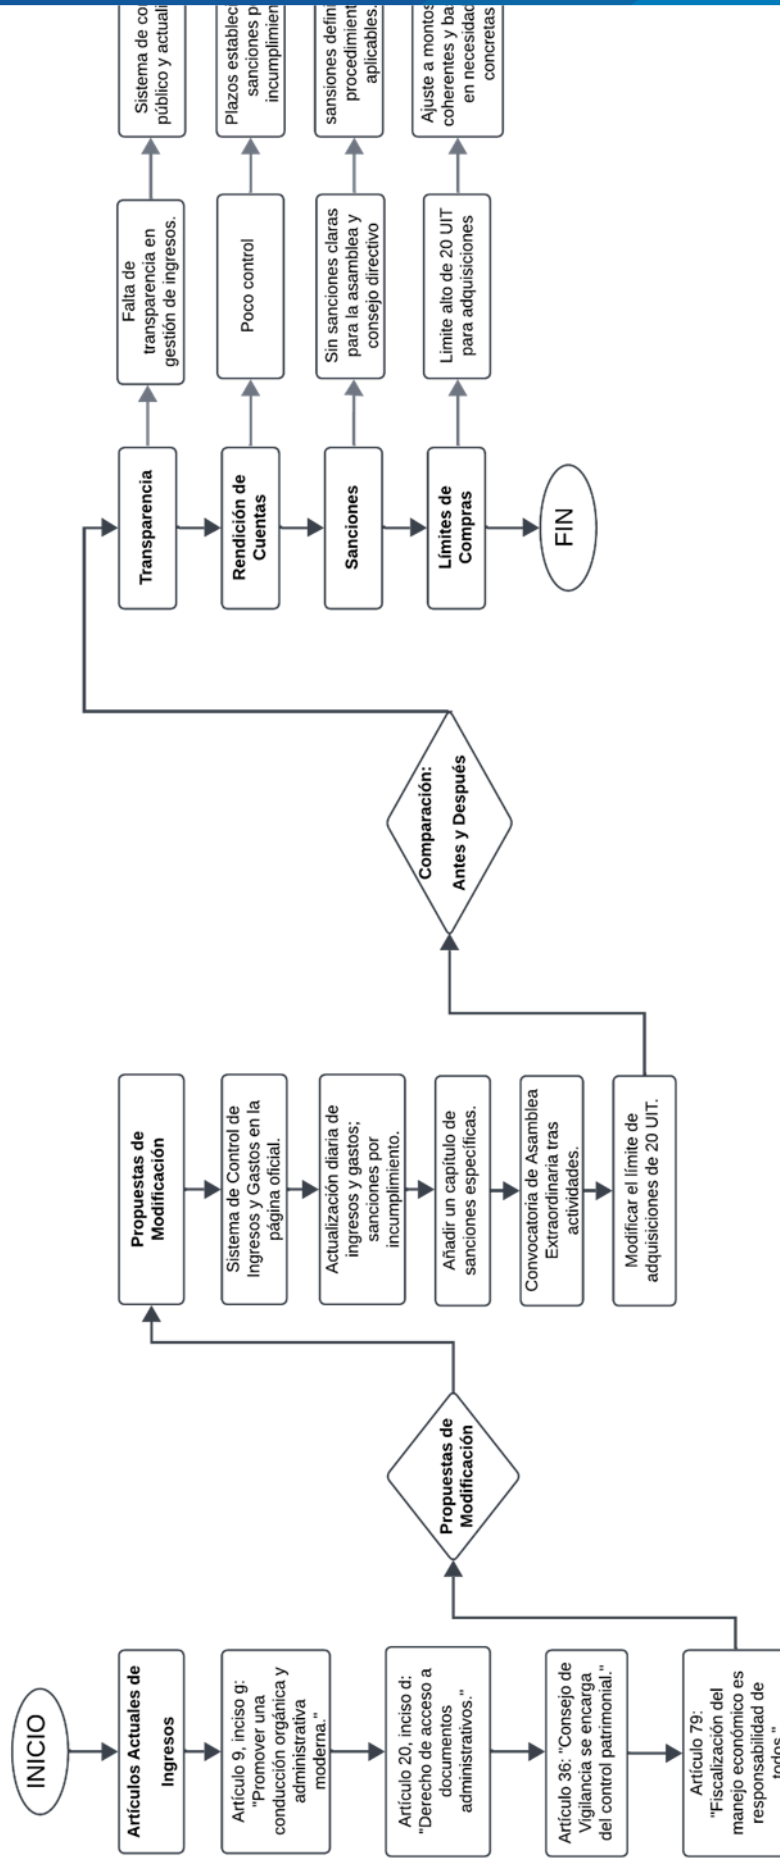 INICIO
Artículos Actuales de
Ingresos
Artículo 9, inciso g:
"Promover una
conducción orgánica y
administrativa
moderna."
Artículo 20, inciso d:
"Derecho de acceso a
documentos
administrativos."
Artículo 36: "Consejo de
Vigilancia se encarga
del control patrimonial."
Artículo 79:
"Fiscalización del
manejo económico es
responsabilidad de
todos."
Propuestas de
Modificación
Propuestas de
Modificación
Sistema de Control de
Ingresos y Gastos en la
página oficial.
Actualización diaria de
ingresos y gastos;
sanciones por
incumplimiento.
Añadir un capítulo de
sanciones específicas.
Convocatoria de Asamblea
Extraordinaria tras
actividades.
Modificar el límite de
adquisiciones de 20 UIT.
Comparación:
Antes y Después
Transparencia
Falta de
transparencia en
gestión de ingresos.
Sistema de co
público y actuali
Rendición de
Cuentas
Poco control
Plazos estableci
sanciones p
incumplimien
Sanciones
Sin sanciones claras
para la asamblea y
consejo directivo
sansiones defini
procedimient
aplicables.
Límites de
Compras
Limite alto de 20 UIT
para adquisiciones
Ajuste a montos
coherentes y ba
en necesidad
concretas
FIN